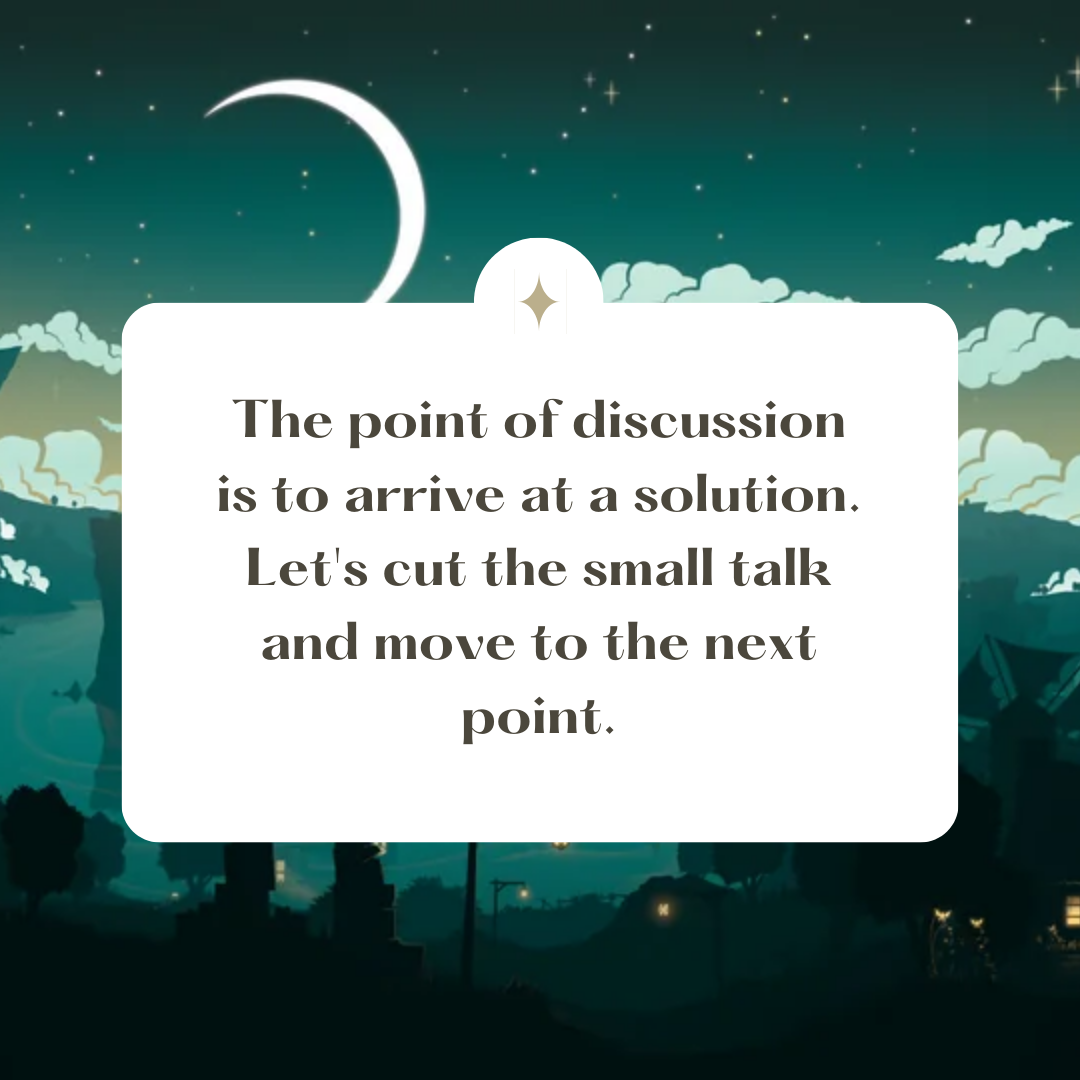 The point of discussion
is to arrive at a solution.
Let's cut the small talk
and move to the next
point.